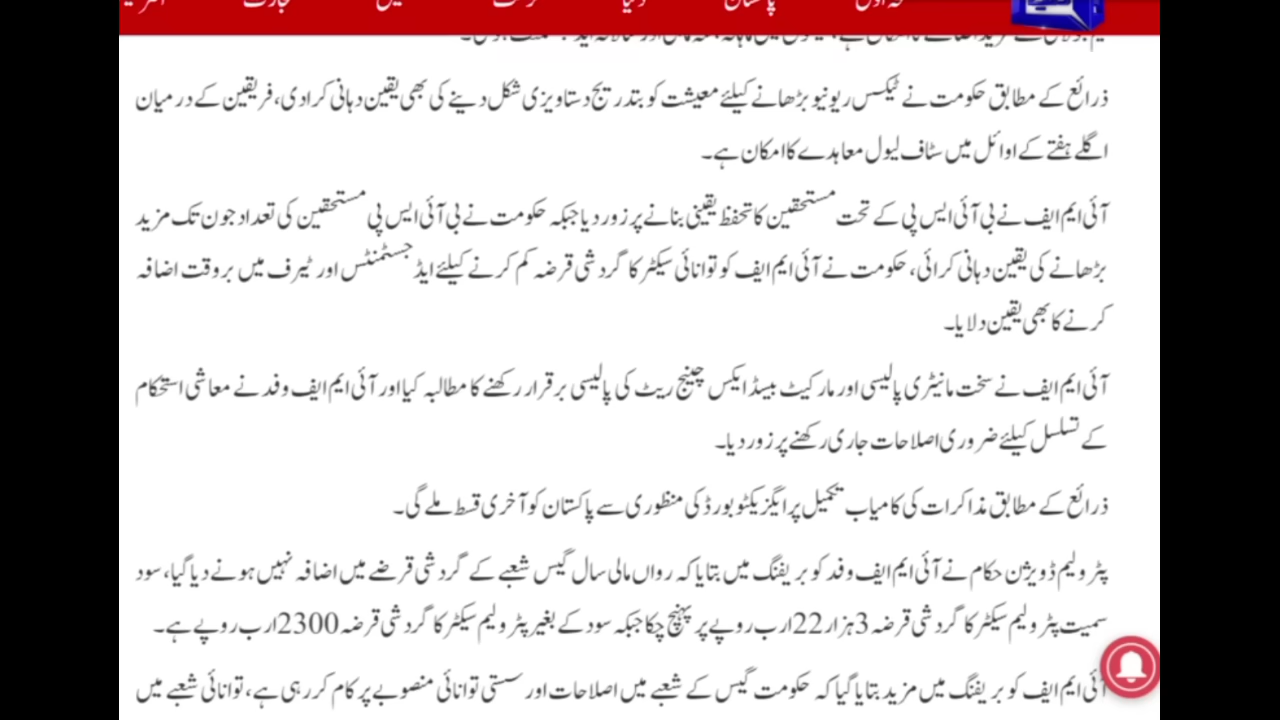 پاکستان
ذرائع کے مطابق حکومت نے ٹیکس ریونیو بڑھانے کیلئے معیشت کو بتدریج دستاویزی شکل دینے کی بھی یقین دہانی کرا دی، فریقین کے درمیان
اگلے ہفتے کے اوائل میں سٹاف لیول معاہدے کا امکان ہے۔
آئی ایم ایف نے بی آئی ایس پی کے تحت مستحقین کا تحفظ یقینی بنانے پر زور دیا جبکہ حکومت نے بی آئی ایس پی مستحقین کی تعداد جون تک مزید
بڑھانے کی یقین دہانی کرائی، حکومت نے آئی ایم ایف کو توانائی سیکٹر کا گردشی قرضہ کم کرنے کیلئے ایڈجسٹمنٹس اور ٹیرف میں بروقت اضافہ
کرنے کا بھی یقین دلایا۔
آئی ایم ایف نے سخت مانیٹری پالیسی اور مارکیٹ بیسڈ ایکس چینج ریٹ کی پالیسی برقرار رکھنے کا مطالبہ کیا اور آئی ایم ایف وفد نے معاشی استحکام
کے تسلسل کیلئے ضروری اصلاحات جاری رکھنے پر زور دیا۔
ذرائع کے مطابق مذاکرات کی کامیاب تکمیل پر ایگزیکٹو بورڈ کی منظوری سے پاکستان کو آخری قسط ملے گی۔
پٹرولیم ڈویژن حکام نے آئی ایم ایف وفد کو بریفنگ میں بتایا کہ رواں مالی سال گیس شعبے کے گردشی قرضے میں اضافہ نہیں ہونے دیا گیا، سود
سمیت پٹرولیم سیکٹر کا گردشی قرضہ 3 ہزار 22 ارب روپے پر پہنچ چکا جبکہ سود کے بغیر پٹرولیم سیکٹر کا گردشی قرضہ 2300 ارب روپے ہے۔
آئی ایم ایف کو بریفنگ میں مزید بتایا گیا کہ حکومت گیس کے شعبے میں اصلاحات اور سستی توانائی منصوبے پر کام کر رہی ہے، توانائی شعبے میں